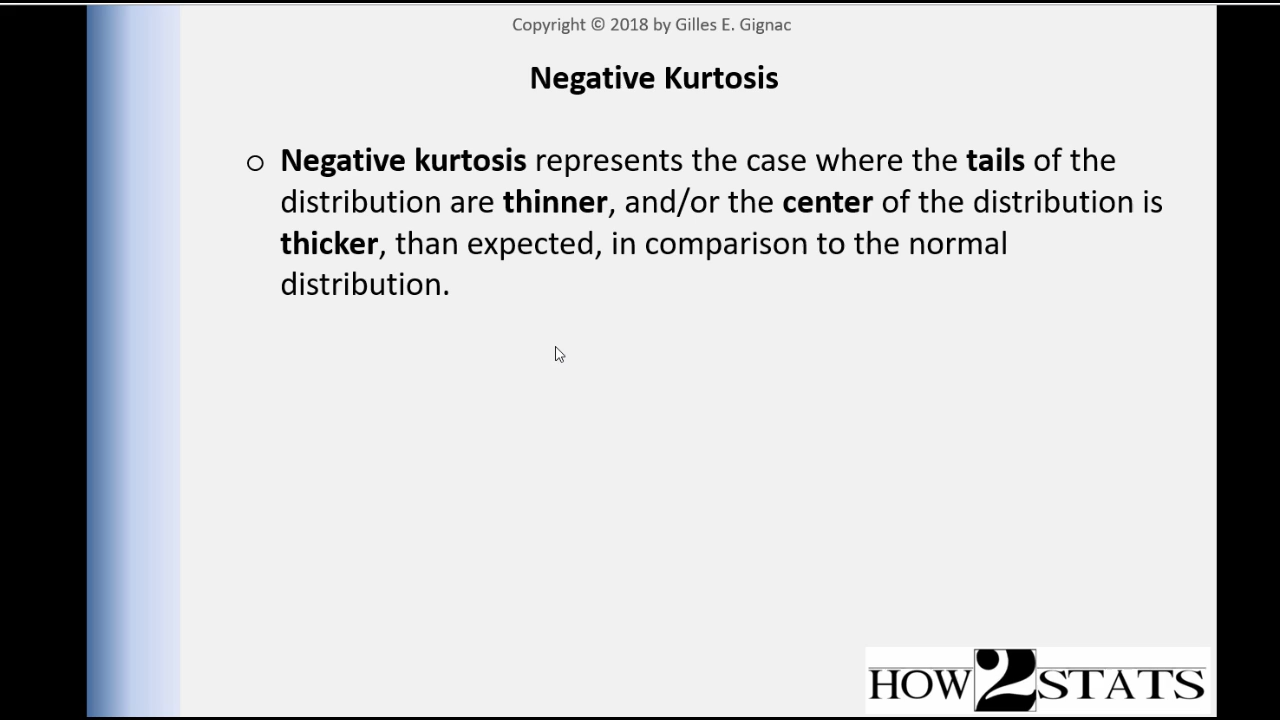 Copyright © 2018 by Gilles E. Gignac
Negative Kurtosis
Negative kurtosis represents the case where the tails of the
distribution are thinner, and/or the center of the distribution is
thicker, than expected, in comparison to the normal
distribution.
HOW2STATS